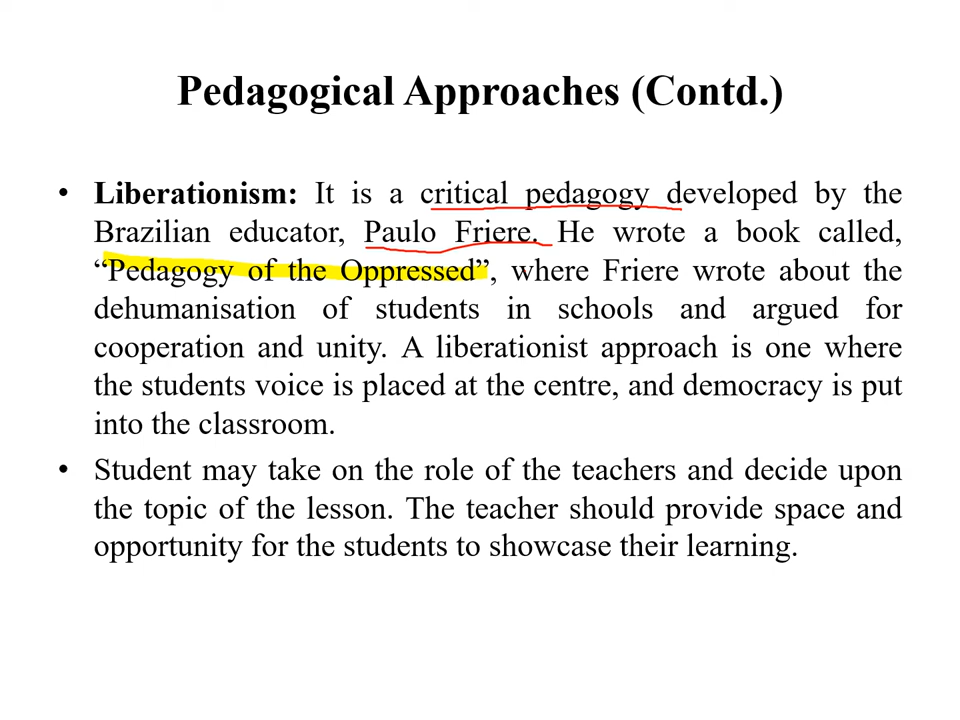 Pedagogical Approaches (Contd.)
• Liberationism: It is a critical pedagogy developed by the
Brazilian educator, Paulo Friere. He wrote a book called,
“Pedagogy of the Oppressed”, where Friere wrote about the
dehumanisation of students in schools and argued for
cooperation and unity. A liberationist approach is one where
the students voice is placed at the centre, and democracy is put
into the classroom.
• Student may take on the role of the teachers and decide upon
the topic of the lesson. The teacher should provide space and
opportunity for the students to showcase their learning.